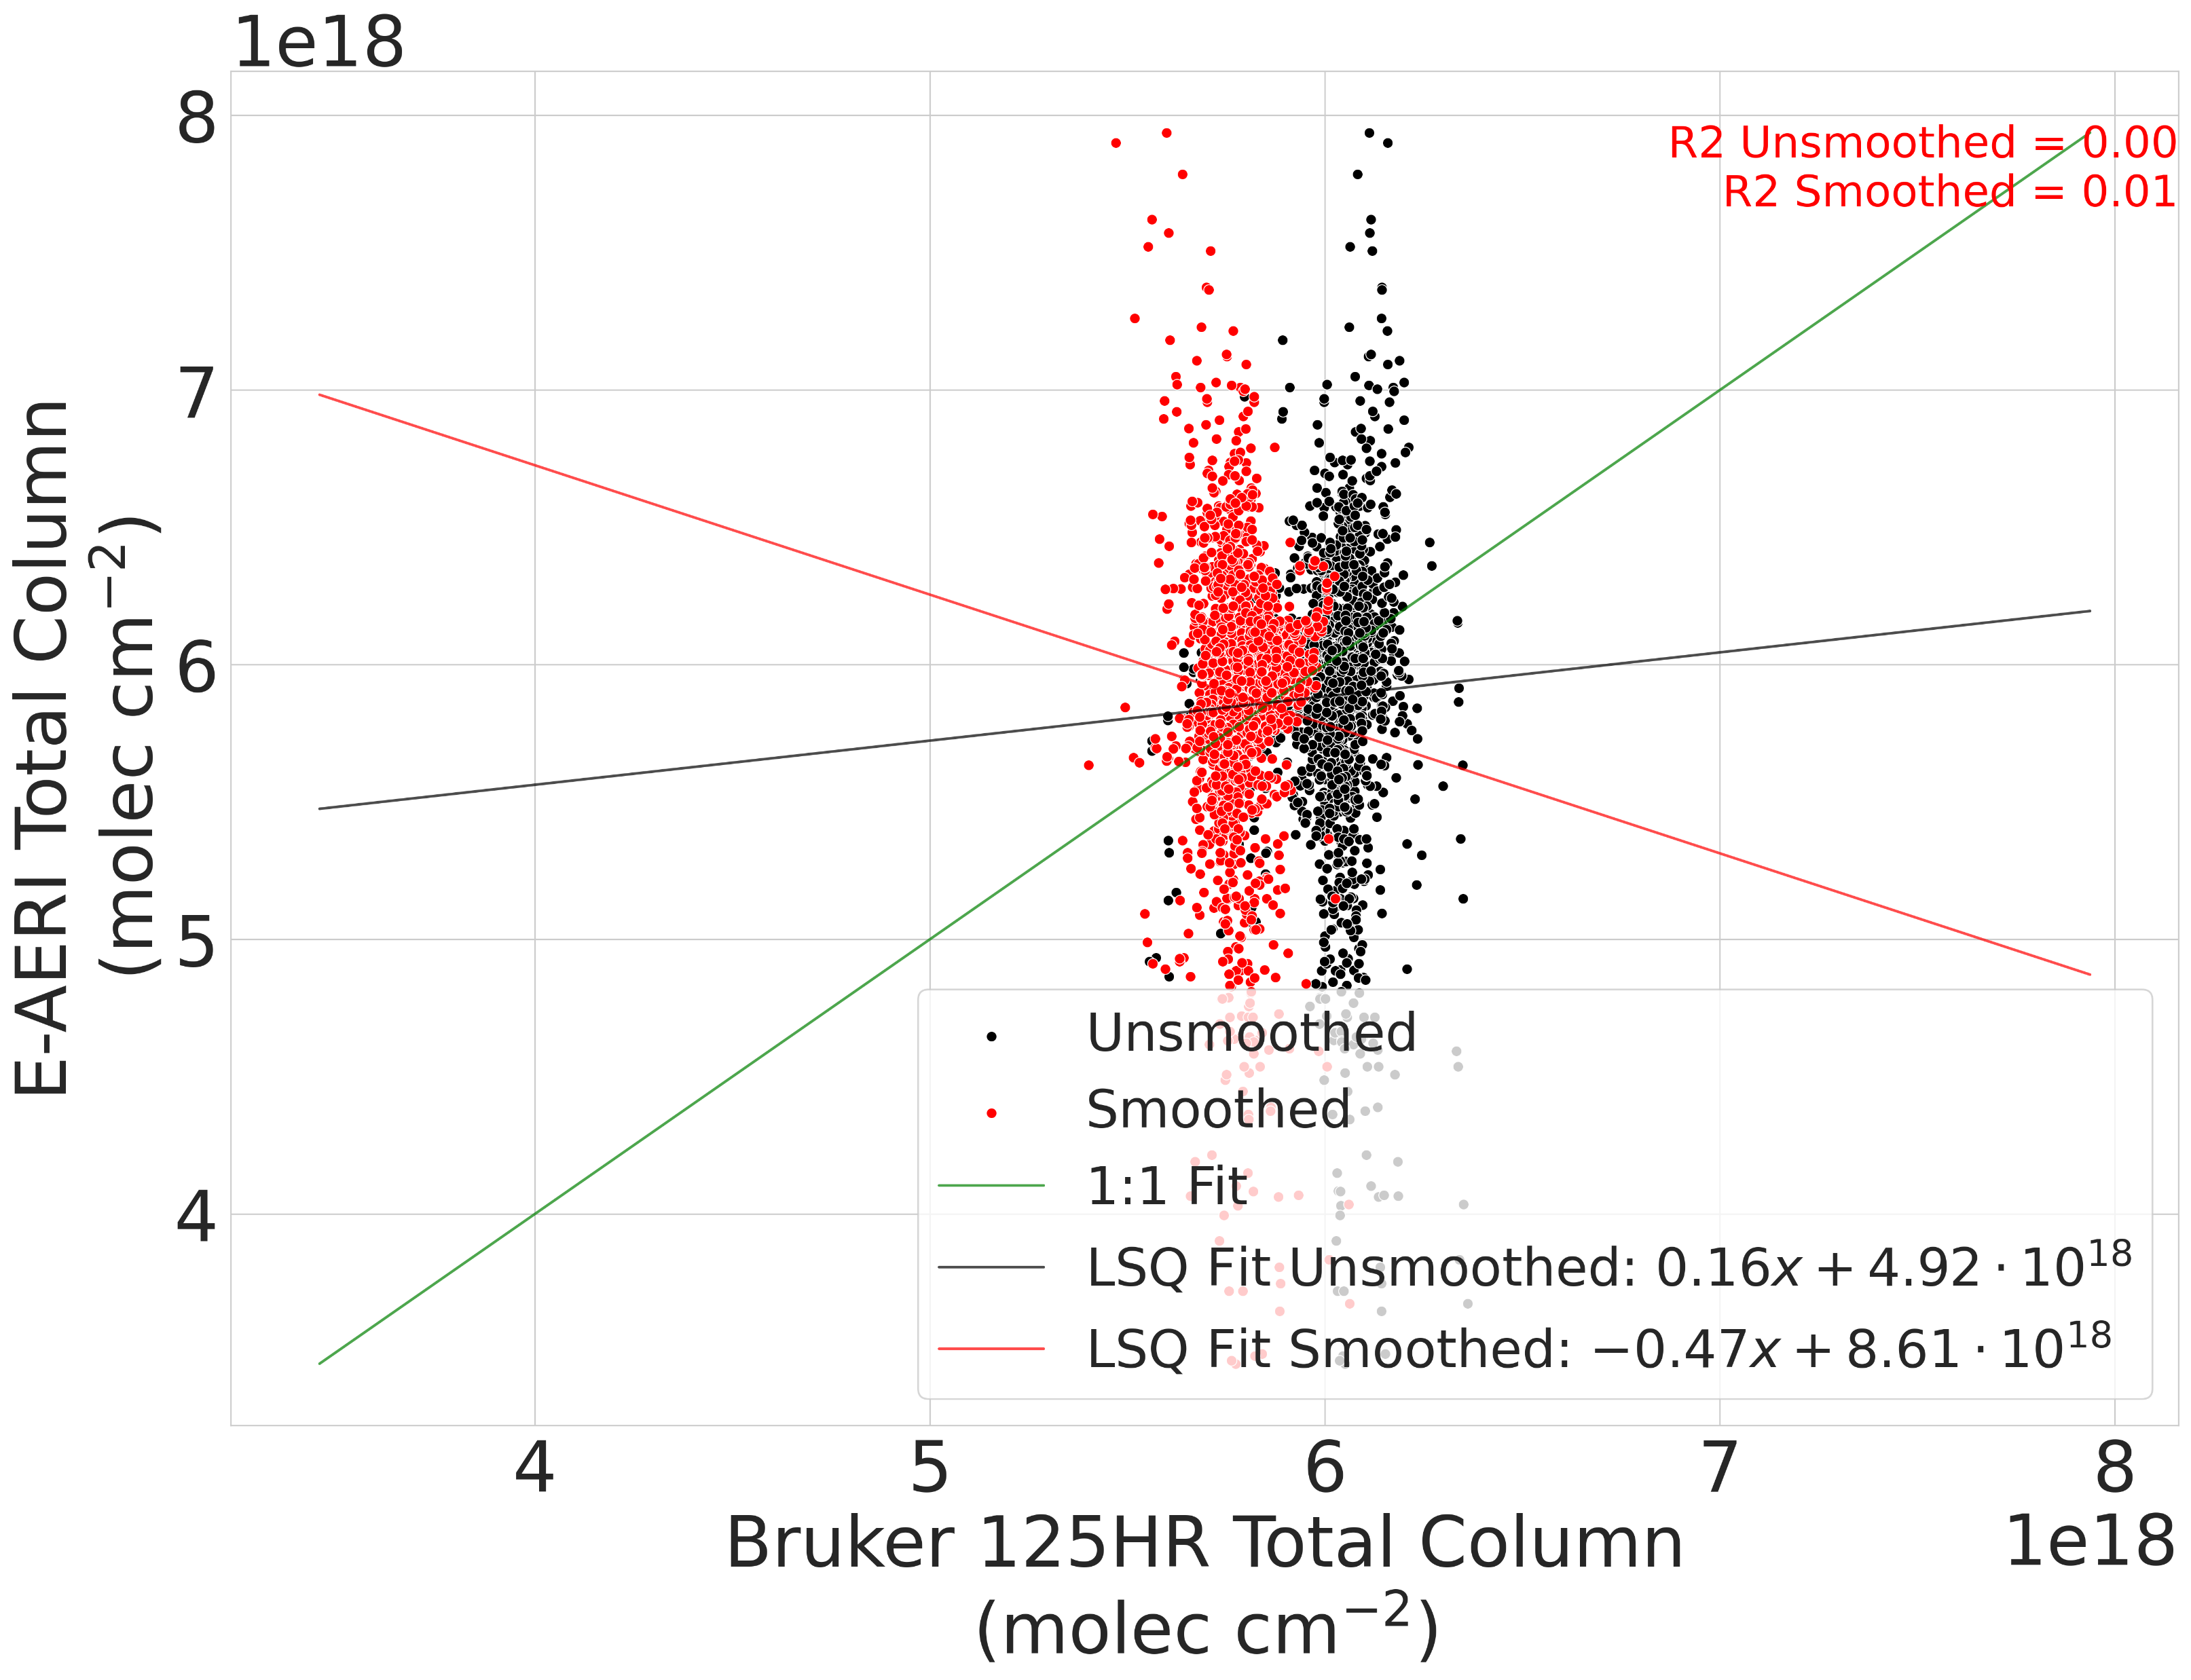 1e18
8
7
6
5
4
E-AERI Total Column
(molec cm⁻²)
R2 Unsmoothed = 0.00
R2 Smoothed = 0.01
Unsmoothed
Smoothed
1:1 Fit
LSQ Fit Unsmoothed: 0.16x + 4.92 · 10¹⁸
LSQ Fit Smoothed: −0.47x + 8.61 · 10¹⁸
4 5 6 7 8
1e18
Bruker 125HR Total Column
(molec cm⁻²)